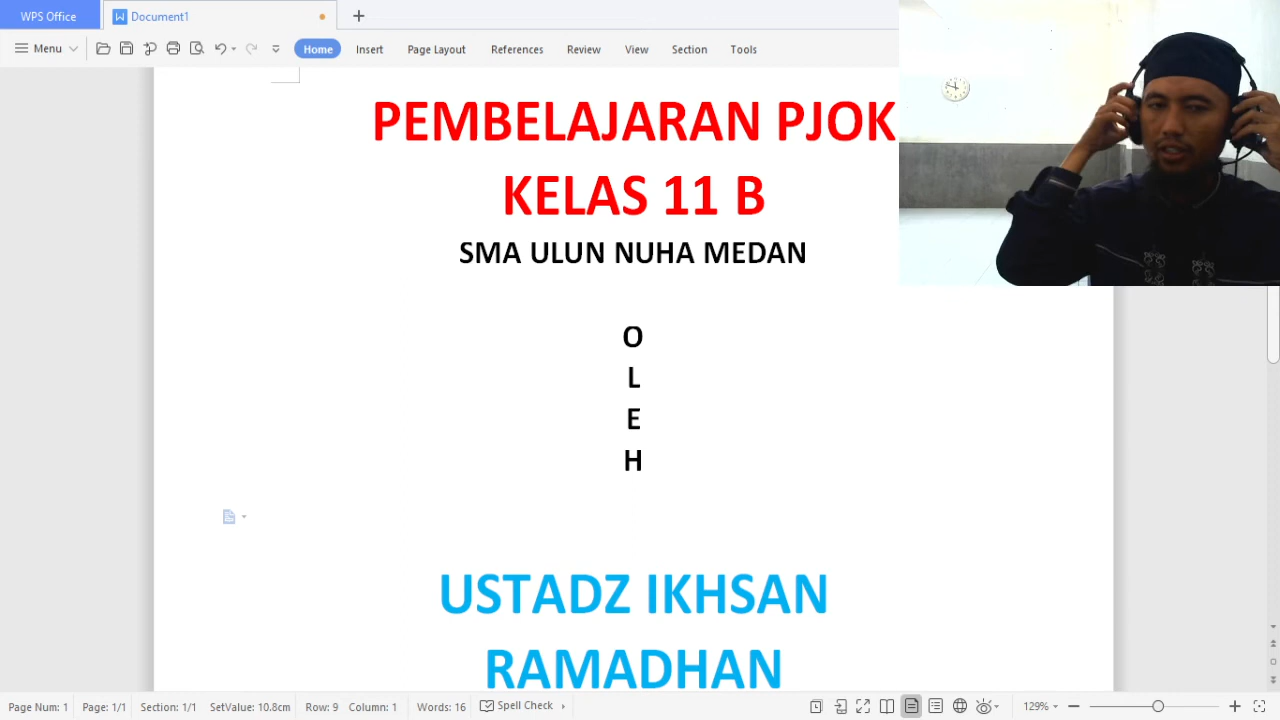 WPS Office
Document1
Menu
Home Insert Page Layout References Review View Section Tools
PEMBELAJARAN PJOK
KELAS 11 B
SMA ULUN NUHA MEDAN
O
L
E
H
USTADZ IKHSAN
RAMADHAN
Page Num: 1 Page: 1/1 Section: 1/1 SetValue: 10.8cm Row: 9 Column: 1 Words: 16 Spell Check 129%